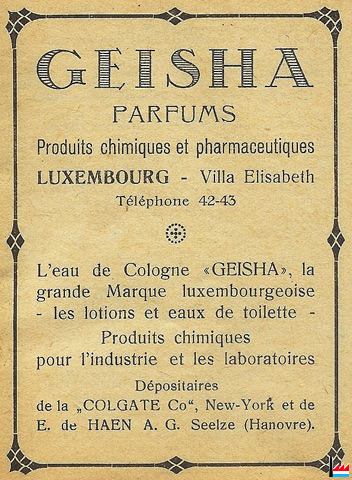 GEISHA
PARFUMS
Produits chimiques et pharmaceutiques
LUXEMBOURG - Villa Elisabeth
Téléphone 42-43
L'eau de Cologne «GEISHA», la
grande Marque luxembourgeoise
- les lotions et eaux de toilette -
Produits chimiques
pour l'industrie et les laboratoires
Dépositaires
de la „COLGATE Co“, New-York et de
E. de HAEN A. G. Seelze (Hanovre).